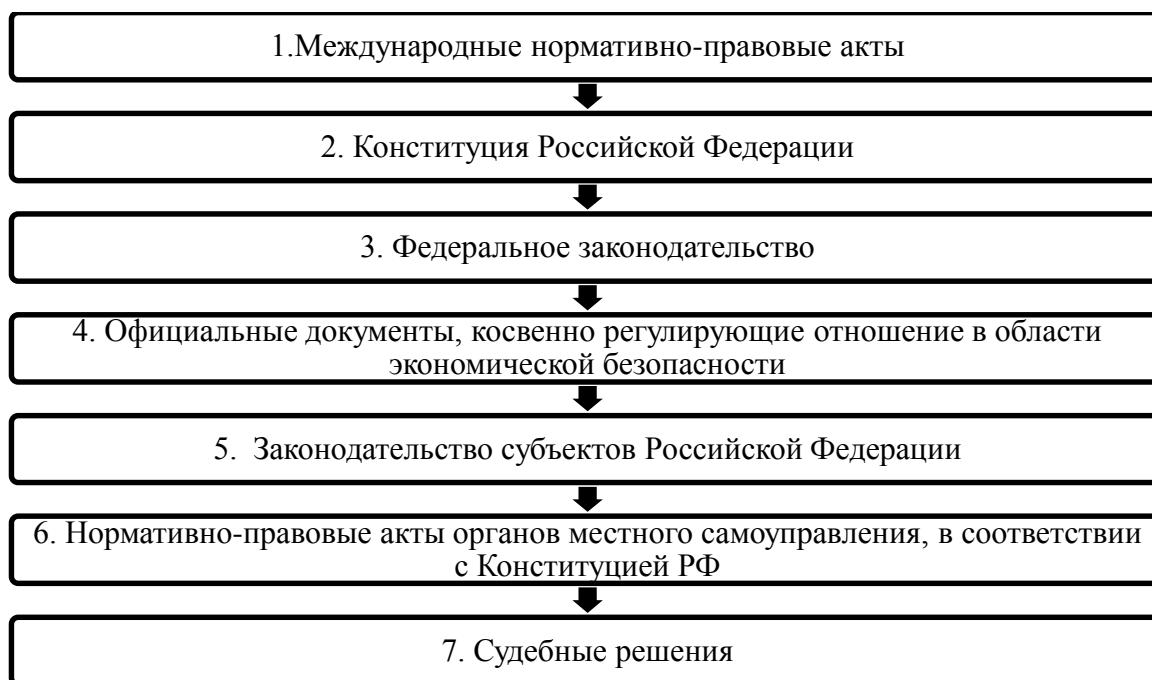 1.Международные нормативно-правовые акты
2. Конституция Российской Федерации
3. Федеральное законодательство
4. Официальные документы, косвенно регулирующие отношение в области
экономической безопасности
5. Законодательство субъектов Российской Федерации
6. Нормативно-правовые акты органов местного самоуправления, в соответствии
с Конституцией РФ
7. Судебные решения